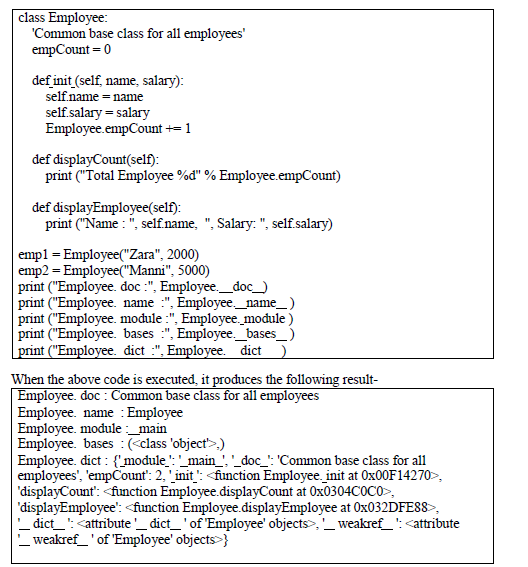 class Employee:
'Common base class for all employees'
empCount = 0
def init (self, name, salary):
self.name = name
self.salary = salary
Employee.empCount += 1
def displayCount(self):
print ("Total Employee %d" % Employee.empCount)
def displayEmployee(self):
print ("Name : ", self.name, ", Salary: ", self.salary)
emp1 = Employee("Zara", 2000)
emp2 = Employee("Manni", 5000)
print ("Employee. doc :", Employee.__doc__)
print ("Employee. name :", Employee.__name__ )
print ("Employee. module :", Employee._module )
print ("Employee. bases :", Employee.__bases__ )
print ("Employee. dict :", Employee. dict )
When the above code is executed, it produces the following result-
Employee. doc : Common base class for all employees
Employee. name : Employee
Employee. module :__main
Employee. bases : (<class 'object'>,)
Employee. dict : {'_module_': '_main_', '_doc_': 'Common base class for all
employees', 'empCount': 2, '_init_': <function Employee._init at 0x00F14270>,
'displayCount': <function Employee.displayCount at 0x0304C0C0>,
'displayEmployee': <function Employee.displayEmployee at 0x032DFE88>,
'__ dict__ ': <attribute '__ dict__ ' of 'Employee' objects>, '__ weakref__ ': <attribute
'__ weakref__ ' of 'Employee' objects>}